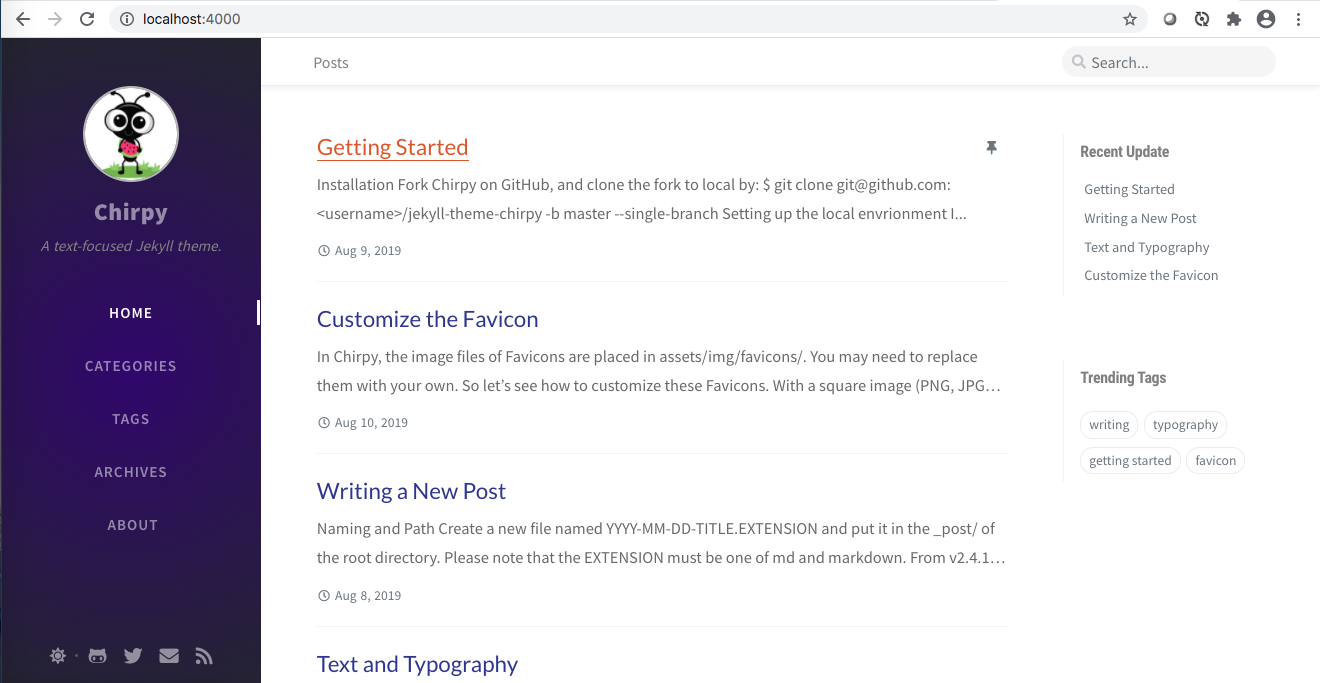 localhost:4000
Posts
Search...
Chirpy
A text-focused Jekyll theme.
HOME
CATEGORIES
TAGS
ARCHIVES
ABOUT
Getting Started
Installation Fork Chirpy on GitHub, and clone the fork to local by: $ git clone git@github.com:
<username>/jekyll-theme-chirpy -b master --single-branch Setting up the local envrionment I...
Aug 9, 2019
Customize the Favicon
In Chirpy, the image files of Favicons are placed in assets/img/favicons/. You may need to replace
them with your own. So let’s see how to customize these Favicons. With a square image (PNG, JPG…
Aug 10, 2019
Writing a New Post
Naming and Path Create a new file named YYYY-MM-DD-TITLE.EXTENSION and put it in the _post/ of
the root directory. Please note that the EXTENSION must be one of md and markdown. From v2.4.1…
Aug 8, 2019
Text and Typography
Recent Update
Getting Started
Writing a New Post
Text and Typography
Customize the Favicon
Trending Tags
writing
typography
getting started
favicon